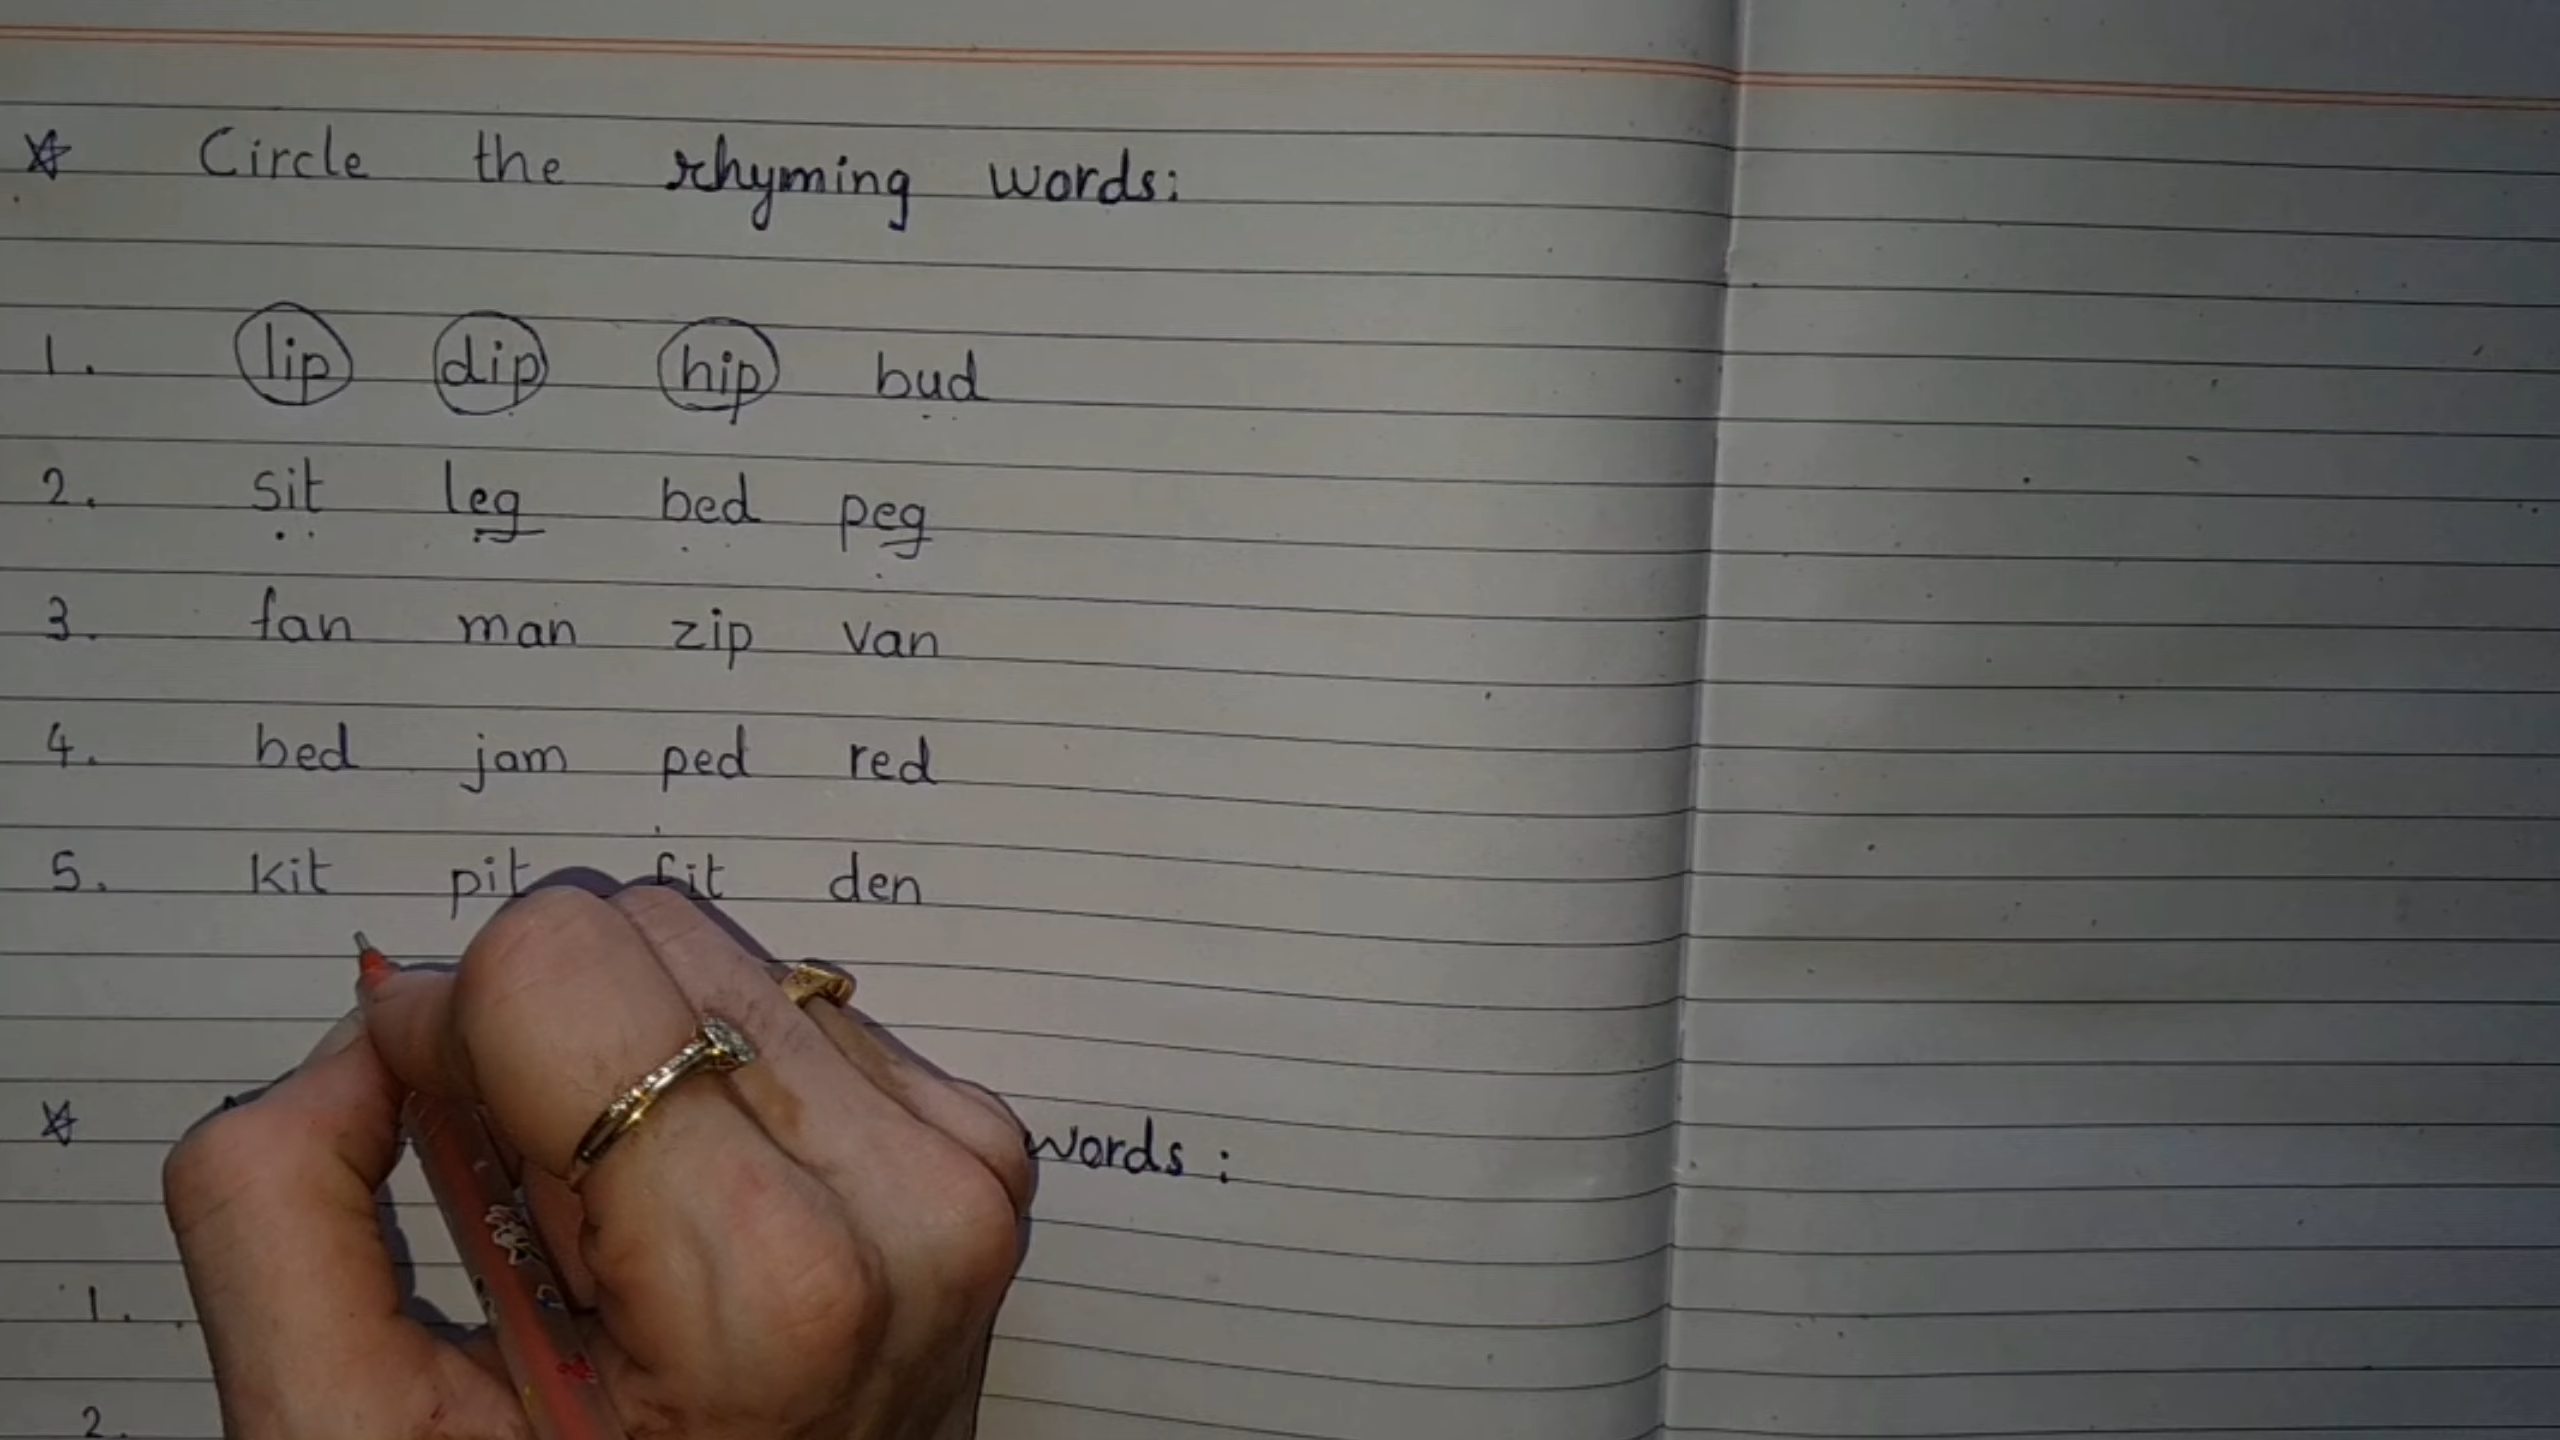 ☆ Circle the rhyming words:
1. lip dip hip bud
2. sit leg bed peg
3. fan man zip van
4. bed jam ped red
5. kit pit fit den
☆ words :
1.
2.